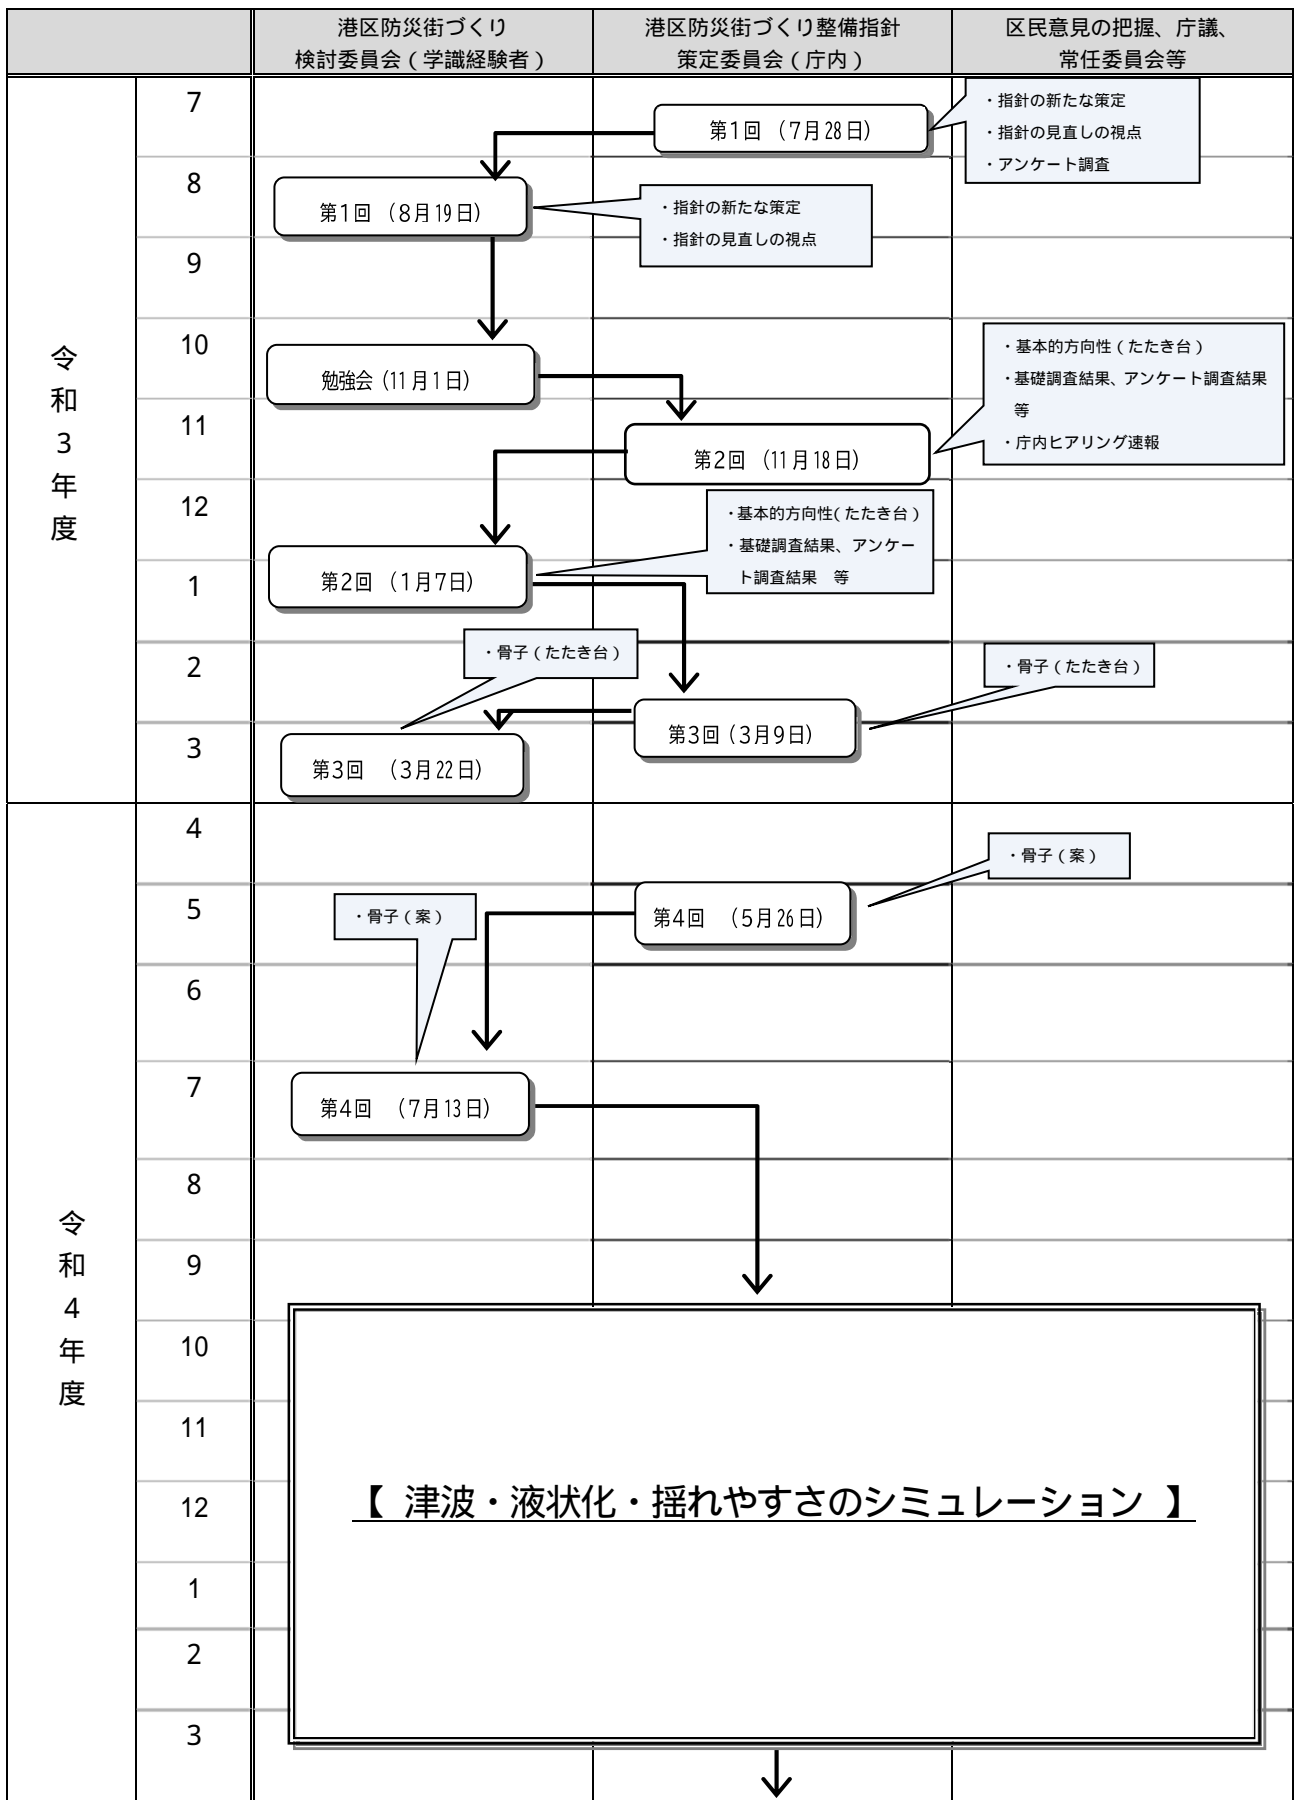 港区防災街づくり
検討委員会（学識経験者）
港区防災街づくり整備指針
策定委員会（庁内）
区民意見の把握、庁議、
常任委員会等
令和3年度
7
第1回 （7月28日）
・指針の新たな策定
・指針の見直しの視点
・アンケート調査
8
第1回 （8月19日）
・指針の新たな策定
・指針の見直しの視点
9
10
勉強会（11月1日）
・基本的方向性（たたき台）
・基礎調査結果、アンケート調査結果
等
・庁内ヒアリング速報
11
第2回 （11月18日）
12
・基本的方向性（たたき台）
・基礎調査結果、アンケー
ト調査結果　等
1
第2回 （1月7日）
2
・骨子（たたき台）
・骨子（たたき台）
第3回（3月9日）
3
第3回　（3月22日）
令和4年度
4
・骨子（案）
5
・骨子（案）
第4回　（5月26日）
6
7
第4回　（7月13日）
8
9
10
11
12
【 津波・液状化・揺れやすさのシミュレーション 】
1
2
3